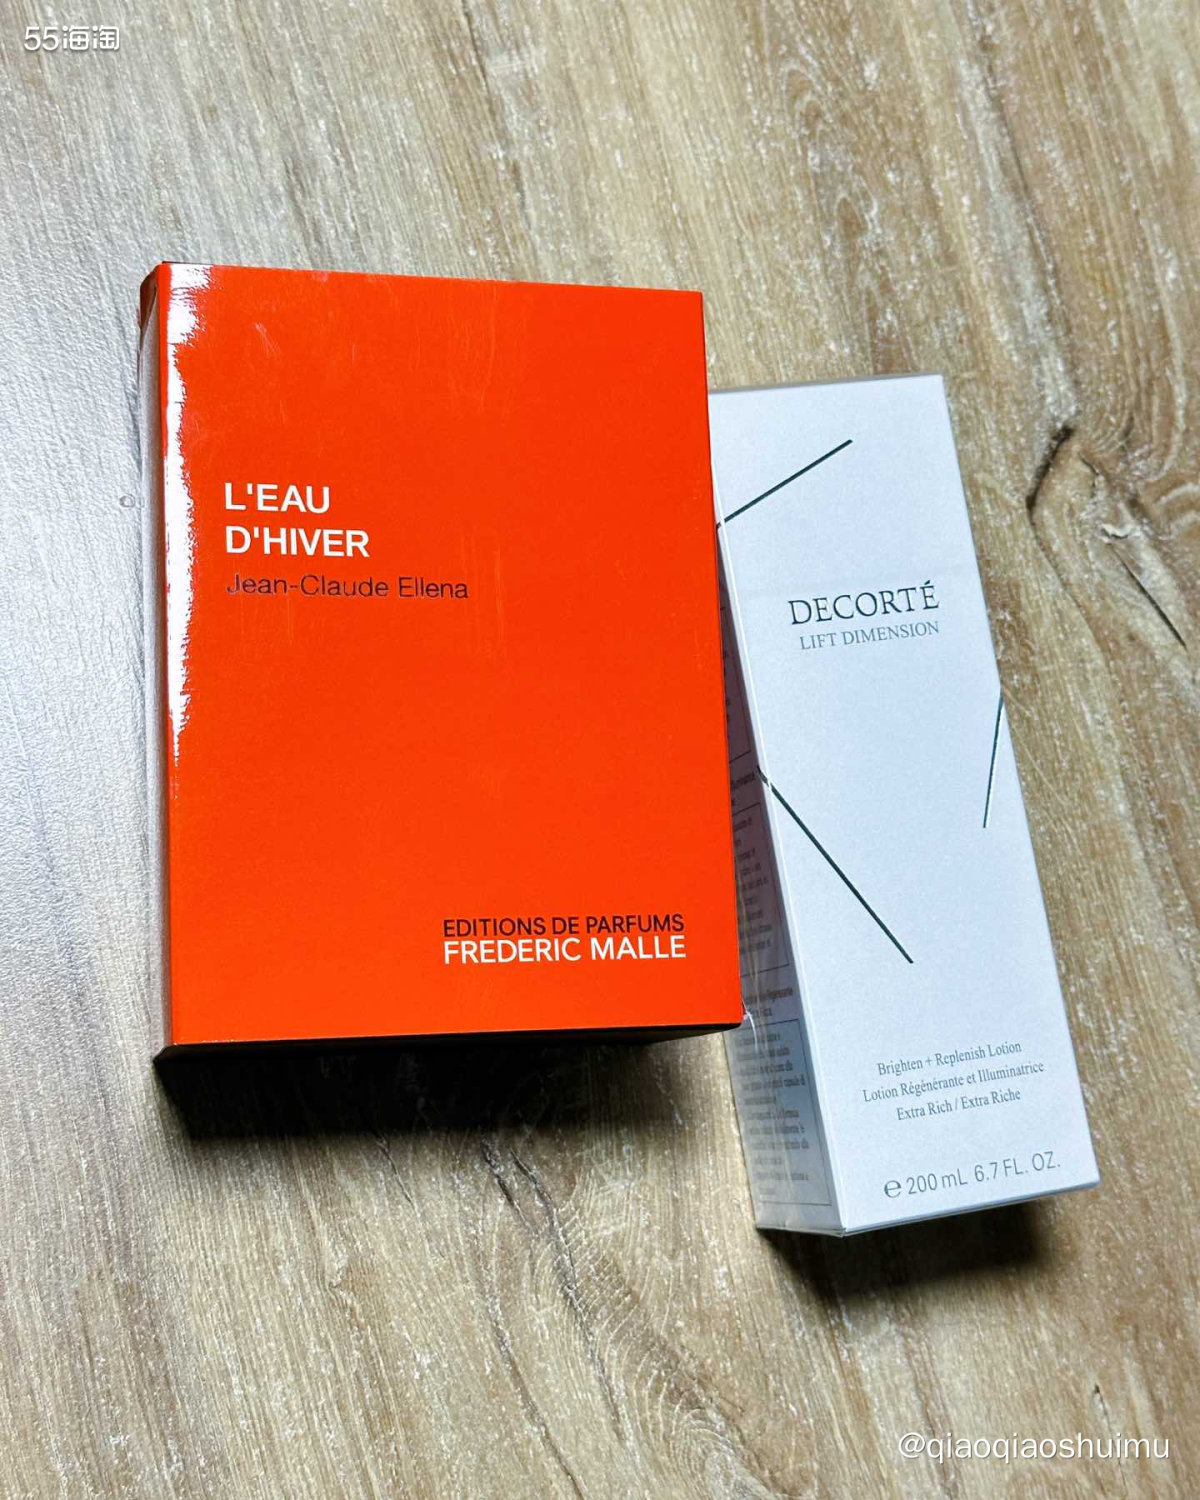 55海淘
L'EAU
D'HIVER
Jean-Claude Ellena
EDITIONS DE PARFUMS
FREDERIC MALLE
DECORTÉ
LIFT DIMENSION
Brighten + Replenish Lotion
Lotion Régénérante et Illuminatrice
Extra Rich / Extra Riche
℮ 200 mL 6.7 FL. OZ.
@qiaoqiaoshuimu